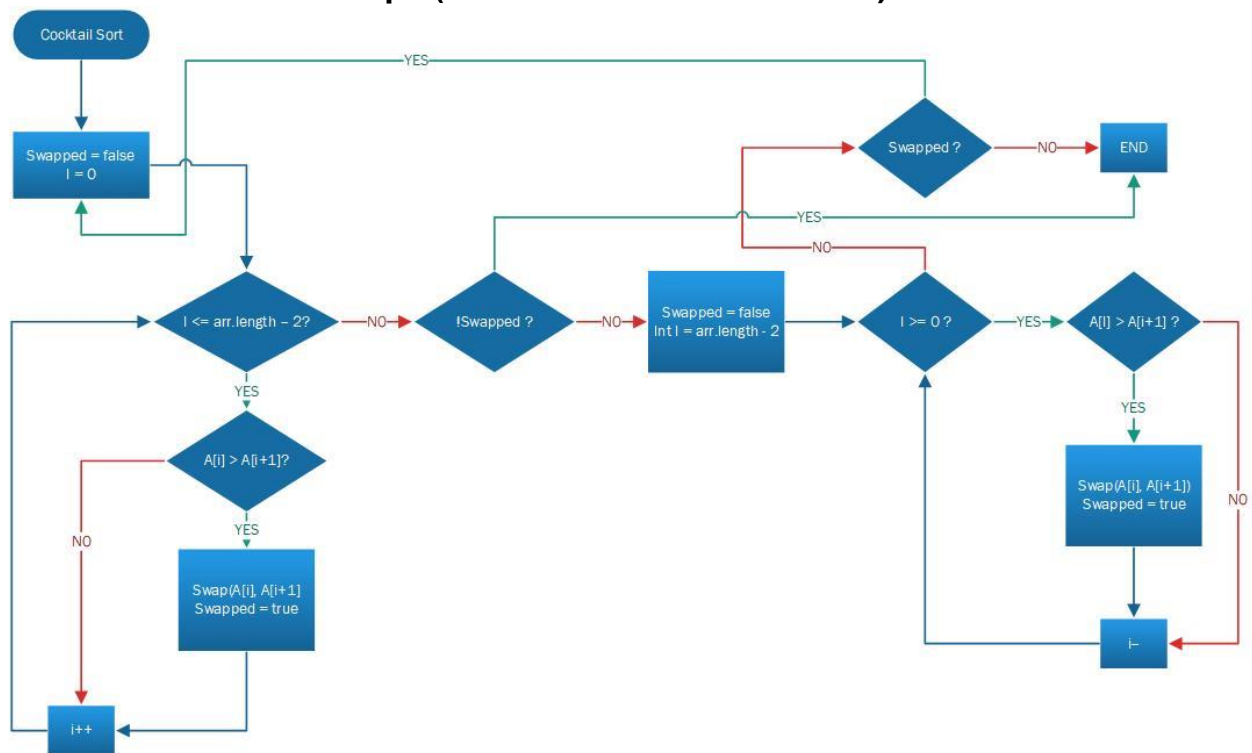 Cocktail Sort
YES
Swapped = false
I = 0
Swapped ?
NO
END
YES
NO
I <= arr.length – 2?
NO
!Swapped ?
NO
Swapped = false
Int I = arr.length - 2
I >= 0 ?
YES
A[I] > A[i+1] ?
YES
YES
A[i] > A[i+1]?
Swap(A[i], A[i+1])
Swapped = true
NO
YES
NO
Swap(A[i], A[i+1]
Swapped = true
i–
i++